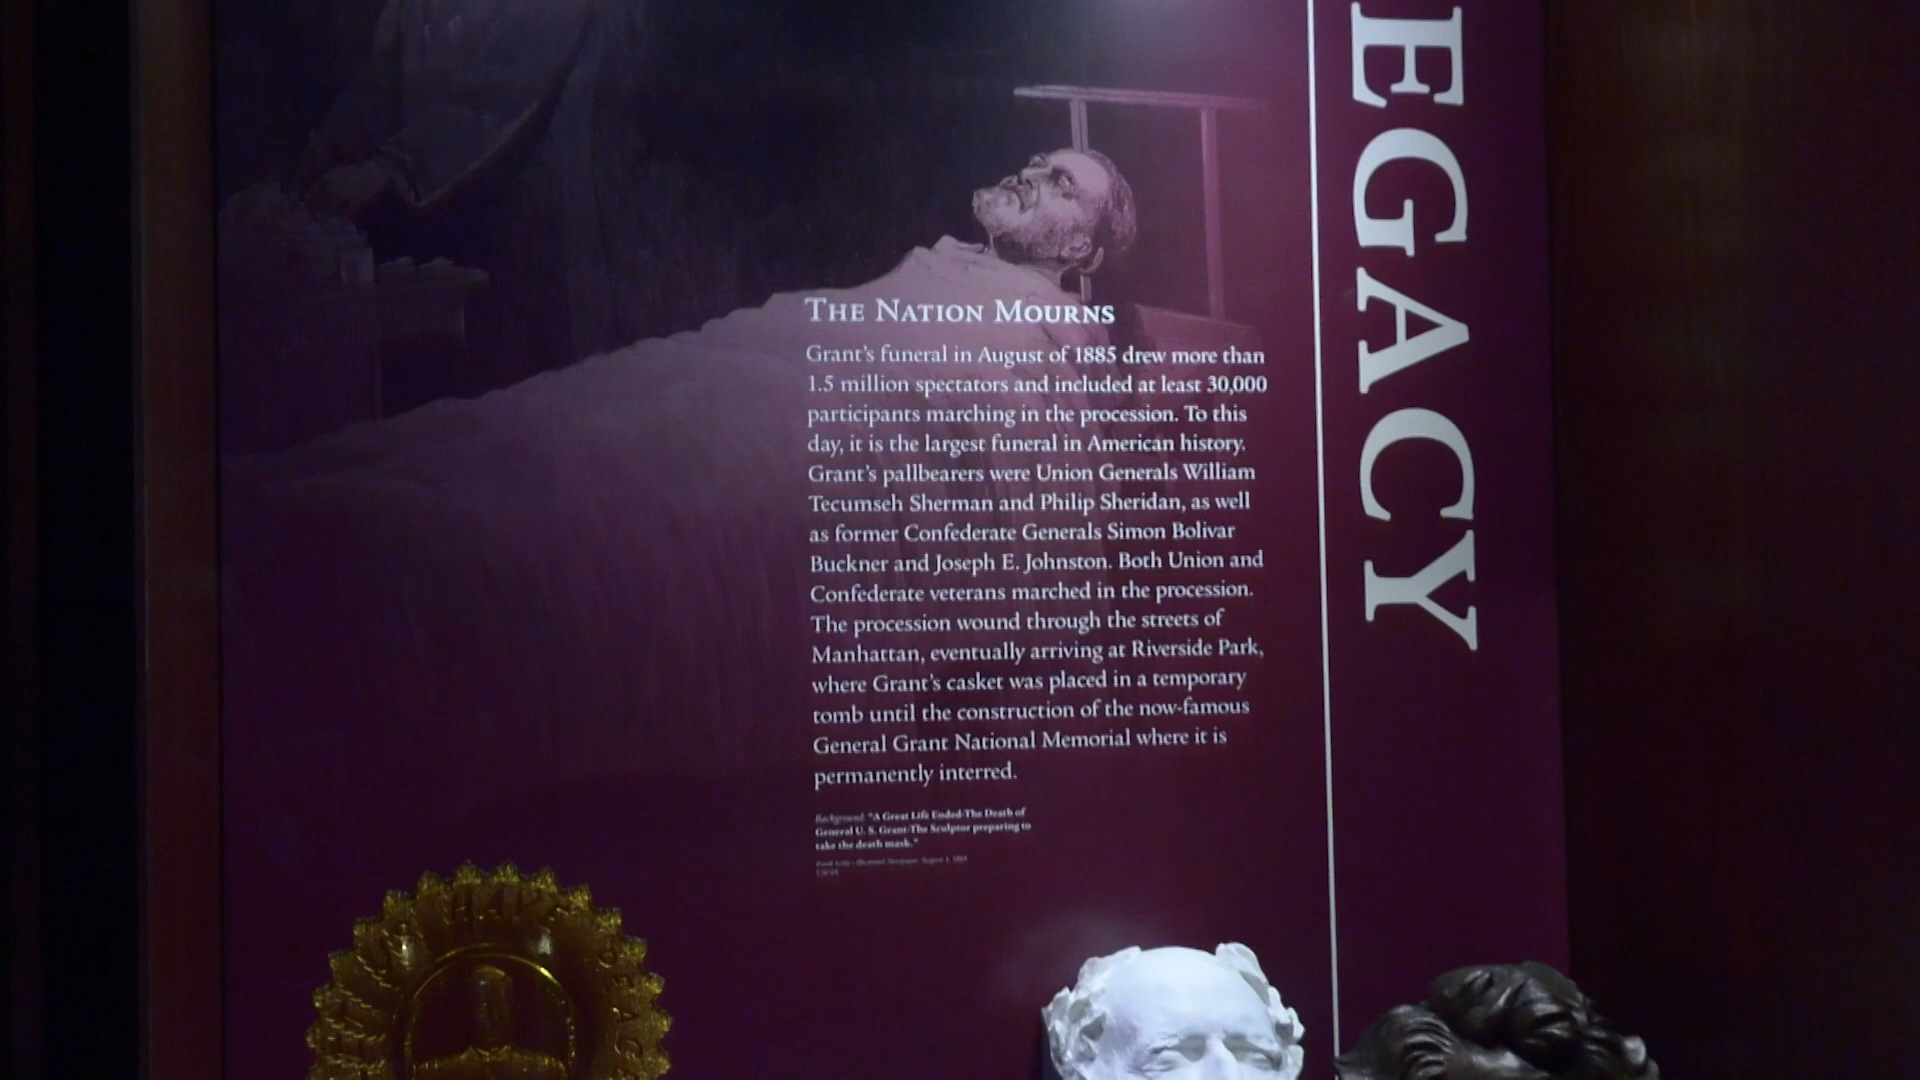 EGACY
THE NATION MOURNS
Grant's funeral in August of 1885 drew more than
1.5 million spectators and included at least 30,000
participants marching in the procession. To this
day, it is the largest funeral in American history.
Grant's pallbearers were Union Generals William
Tecumseh Sherman and Philip Sheridan, as well
as former Confederate Generals Simon Bolivar
Buckner and Joseph E. Johnston. Both Union and
Confederate veterans marched in the procession.
The procession wound through the streets of
Manhattan, eventually arriving at Riverside Park,
where Grant's casket was placed in a temporary
tomb until the construction of the now-famous
General Grant National Memorial where it is
permanently interred.
Background: "A Great Life Ended-The Death of
General U. S. Grant-The Sculptor preparing to
take the death mask."
HAVE
PEACE